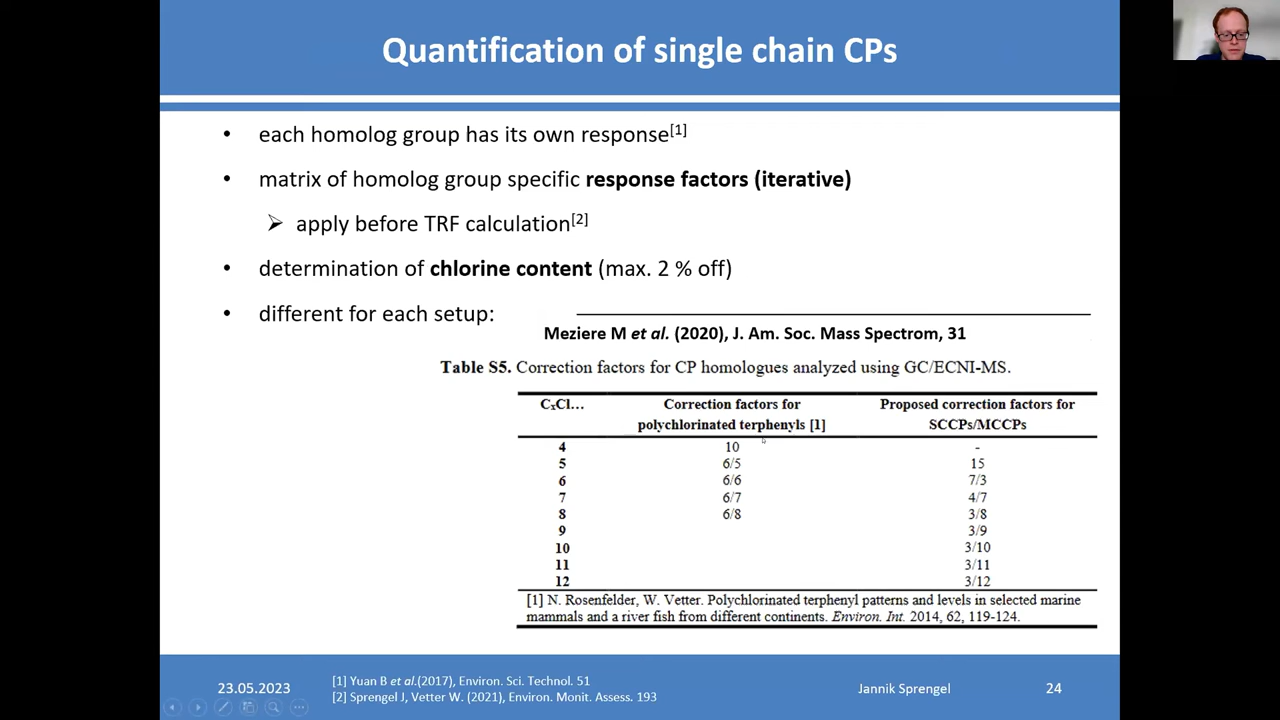 Quantification of single chain CPs
• each homolog group has its own response[1]
• matrix of homolog group specific response factors (iterative)
➢ apply before TRF calculation[2]
• determination of chlorine content (max. 2 % off)
• different for each setup:
Meziere M et al. (2020), J. Am. Soc. Mass Spectrom, 31
Table S5. Correction factors for CP homologues analyzed using GC/ECNI-MS.
CₓCl… Correction factors for polychlorinated terphenyls [1] Proposed correction factors for SCCPs/MCCPs
4 10 -
5 6/5 15
6 6/6 7/3
7 6/7 4/7
8 6/8 3/8
9 3/9
10 3/10
11 3/11
12 3/12
[1] N. Rosenfelder, W. Vetter. Polychlorinated terphenyl patterns and levels in selected marine
mammals and a river fish from different continents. Environ. Int. 2014, 62, 119-124.
23.05.2023
[1] Yuan B et al.(2017), Environ. Sci. Technol. 51
[2] Sprengel J, Vetter W. (2021), Environ. Monit. Assess. 193
Jannik Sprengel
24